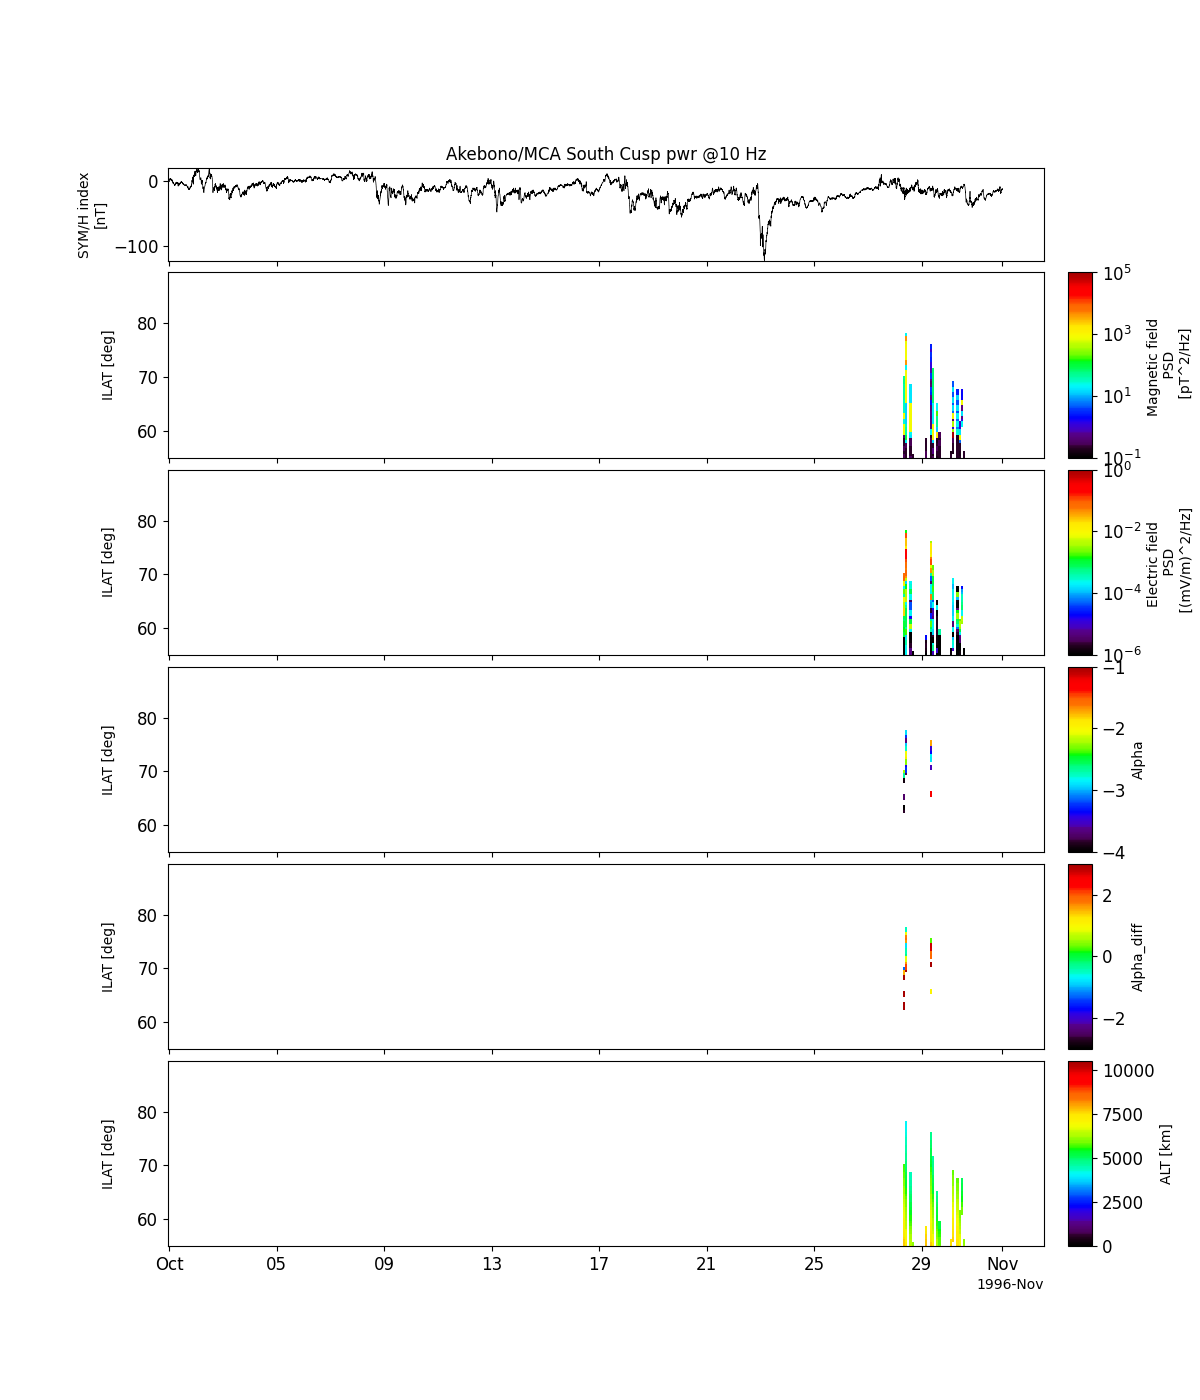 Akebono/MCA South Cusp pwr @10 Hz
SYM/H index
[nT]
0
−100
ILAT [deg]
80
70
60
10^5
10^3
10^1
10^−1
Magnetic field
PSD
[pT^2/Hz]
ILAT [deg]
80
70
60
10^0
10^−2
10^−4
10^−6
Electric field
PSD
[(mV/m)^2/Hz]
ILAT [deg]
80
70
60
−1
−2
−3
−4
Alpha
ILAT [deg]
80
70
60
2
0
−2
Alpha_diff
ILAT [deg]
80
70
60
10000
7500
5000
2500
0
ALT [km]
Oct 05 09 13 17 21 25 29 Nov
1996-Nov